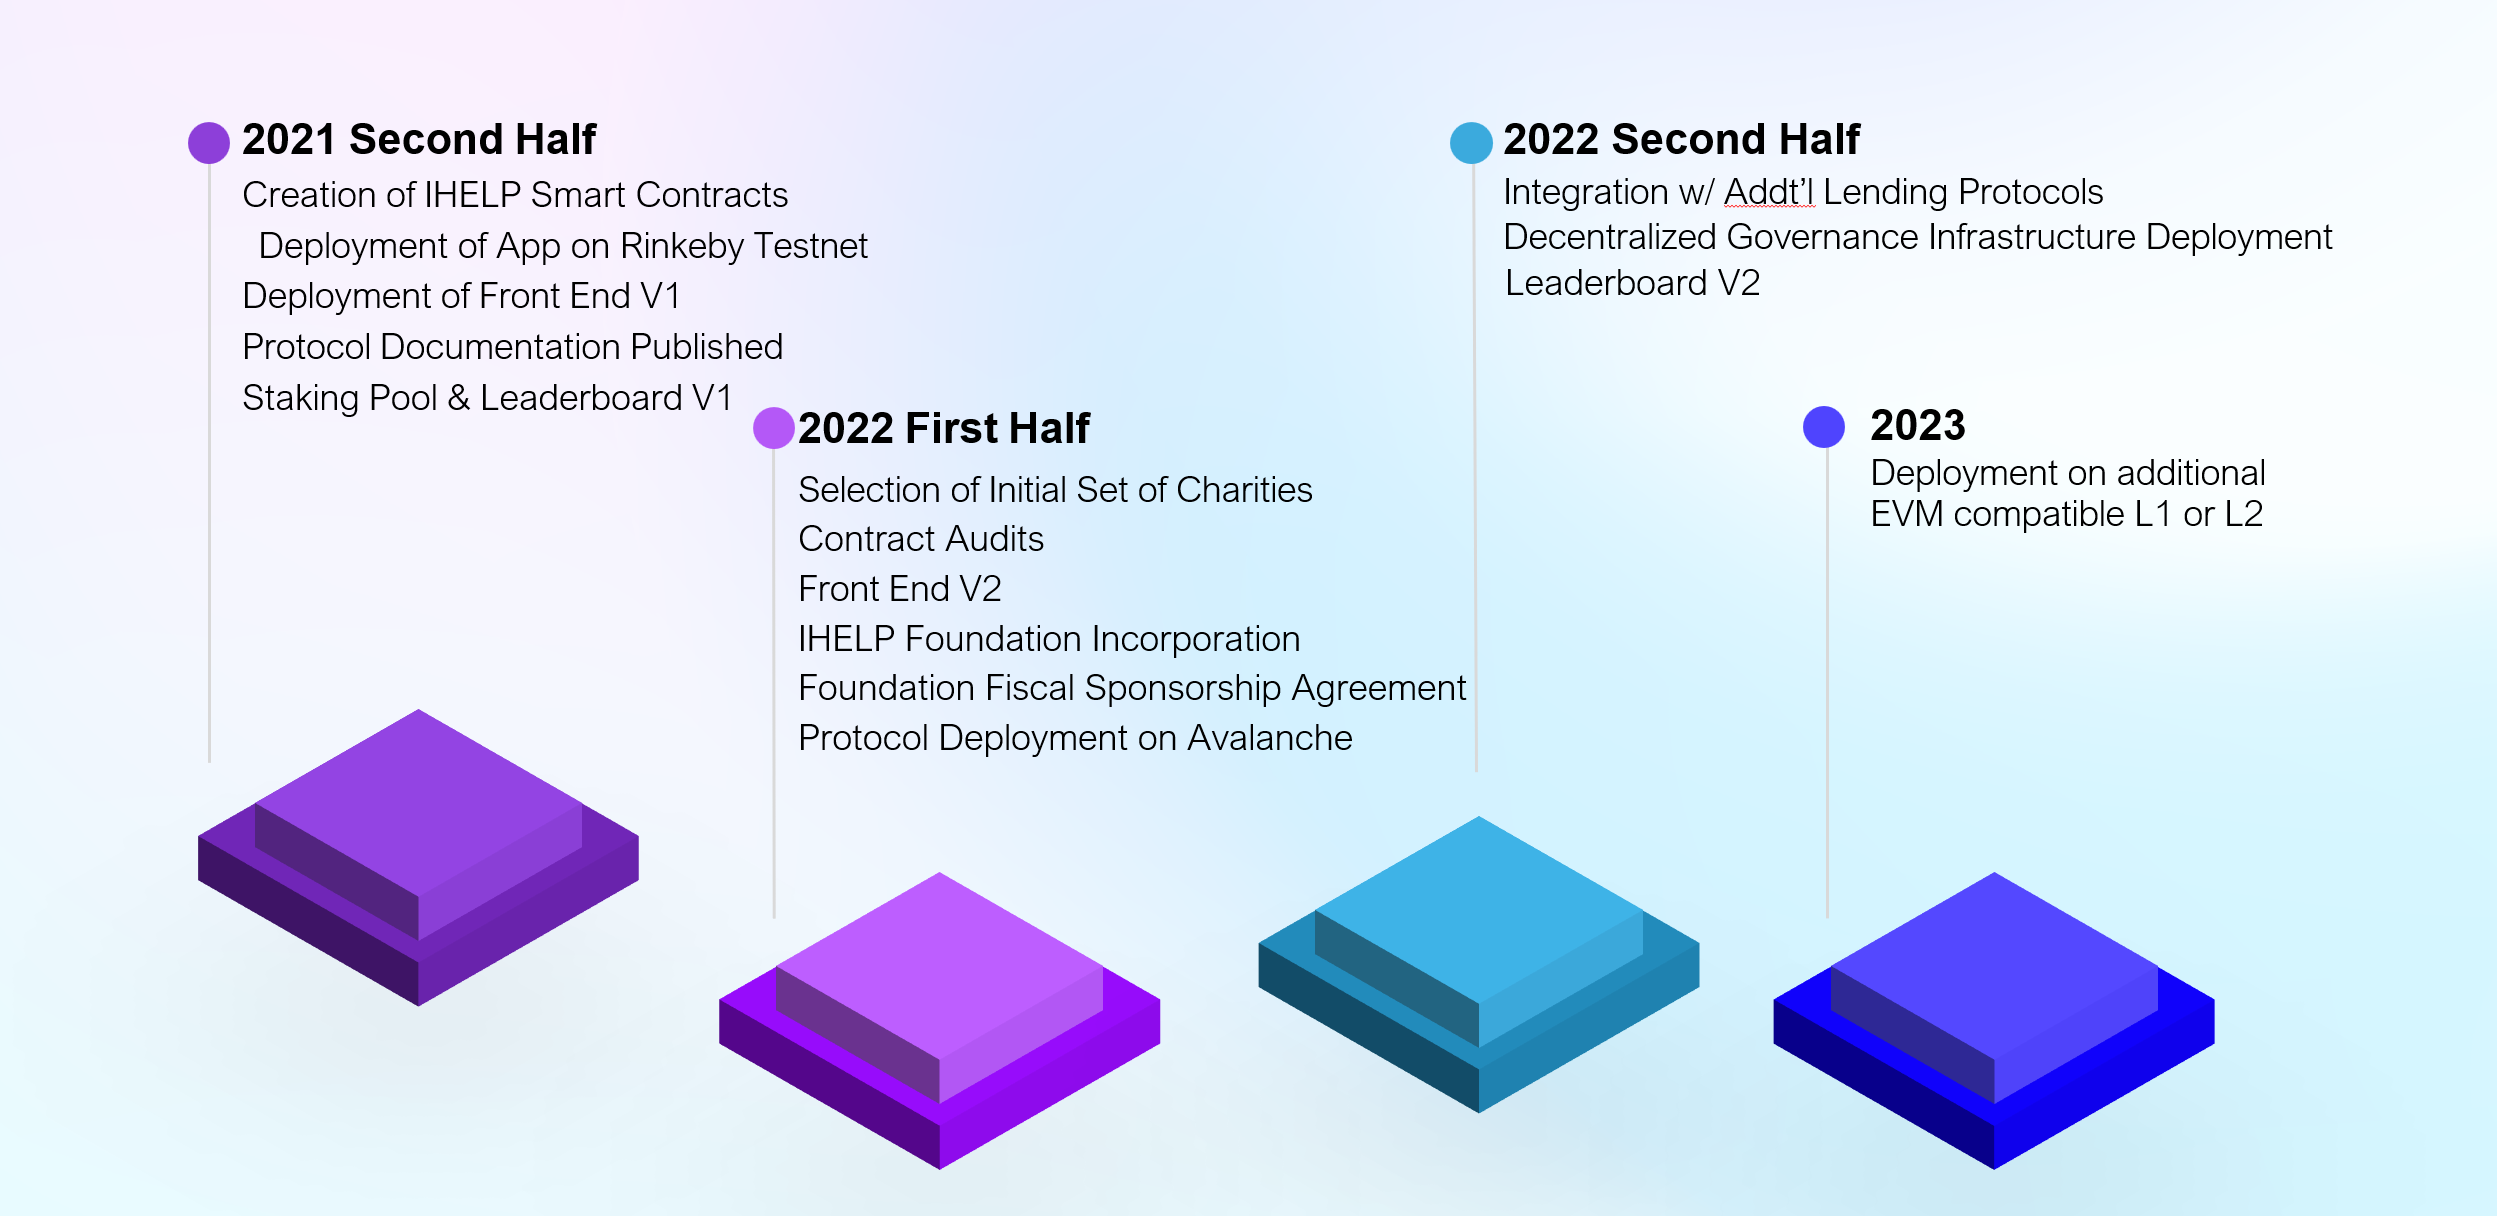 2021 Second Half
Creation of IHELP Smart Contracts
Deployment of App on Rinkeby Testnet
Deployment of Front End V1
Protocol Documentation Published
Staking Pool & Leaderboard V1
2022 First Half
Selection of Initial Set of Charities
Contract Audits
Front End V2
IHELP Foundation Incorporation
Foundation Fiscal Sponsorship Agreement
Protocol Deployment on Avalanche
2022 Second Half
Integration w/ Addt’l Lending Protocols
Decentralized Governance Infrastructure Deployment
Leaderboard V2
2023
Deployment on additional
EVM compatible L1 or L2